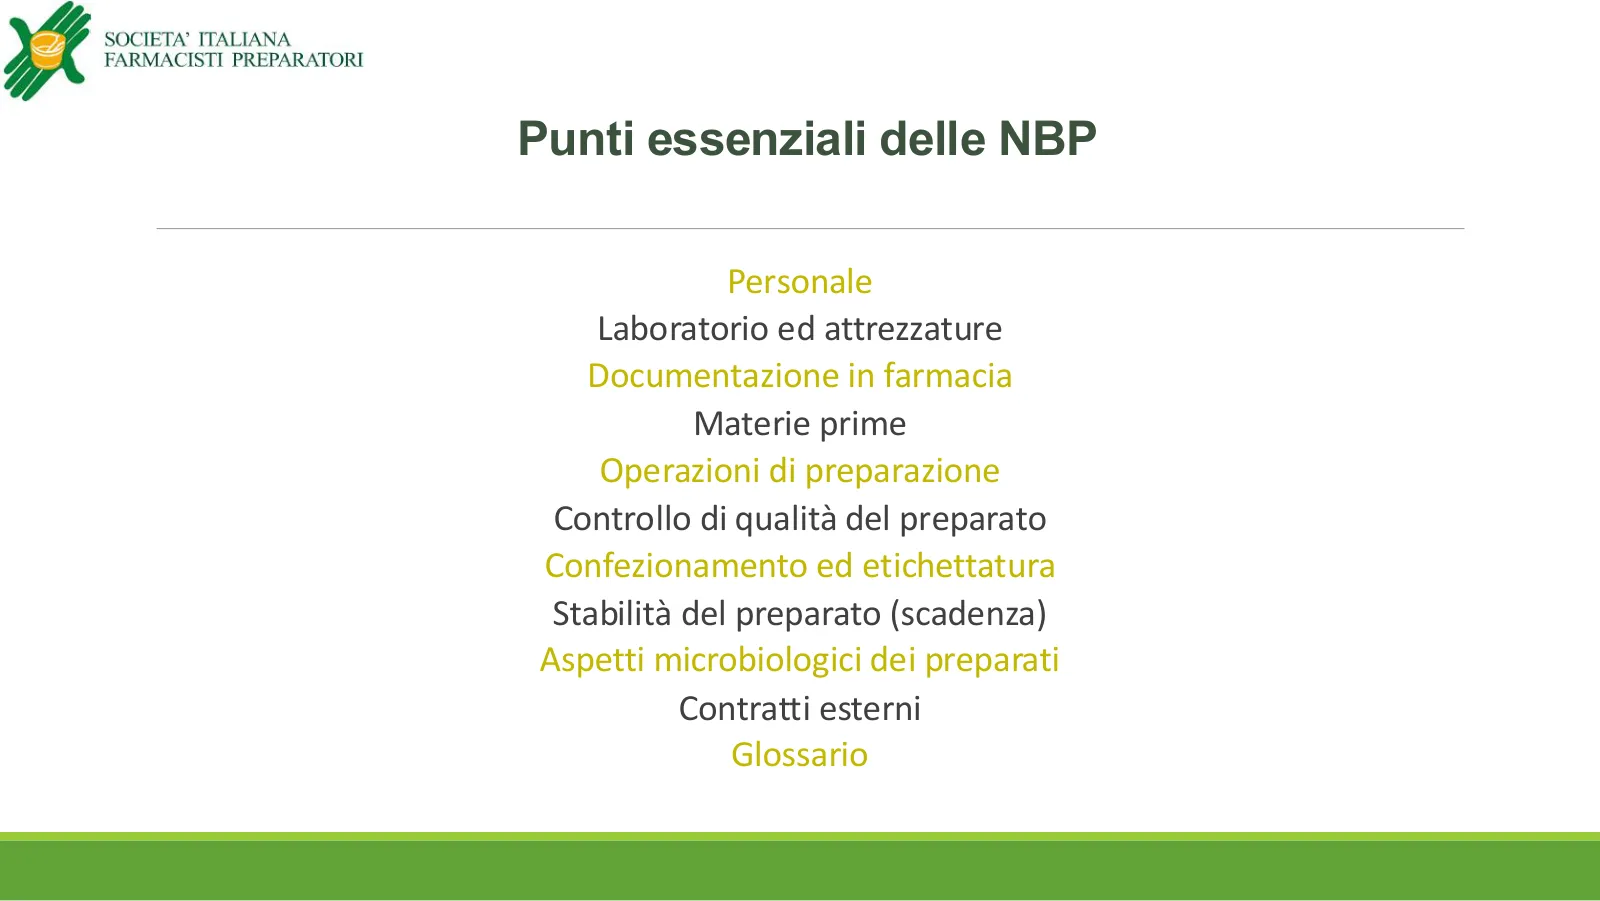 SOCIETA’ ITALIANA
FARMACISTI PREPARATORI
Punti essenziali delle NBP
Personale
Laboratorio ed attrezzature
Documentazione in farmacia
Materie prime
Operazioni di preparazione
Controllo di qualità del preparato
Confezionamento ed etichettatura
Stabilità del preparato (scadenza)
Aspetti microbiologici dei preparati
Contratti esterni
Glossario